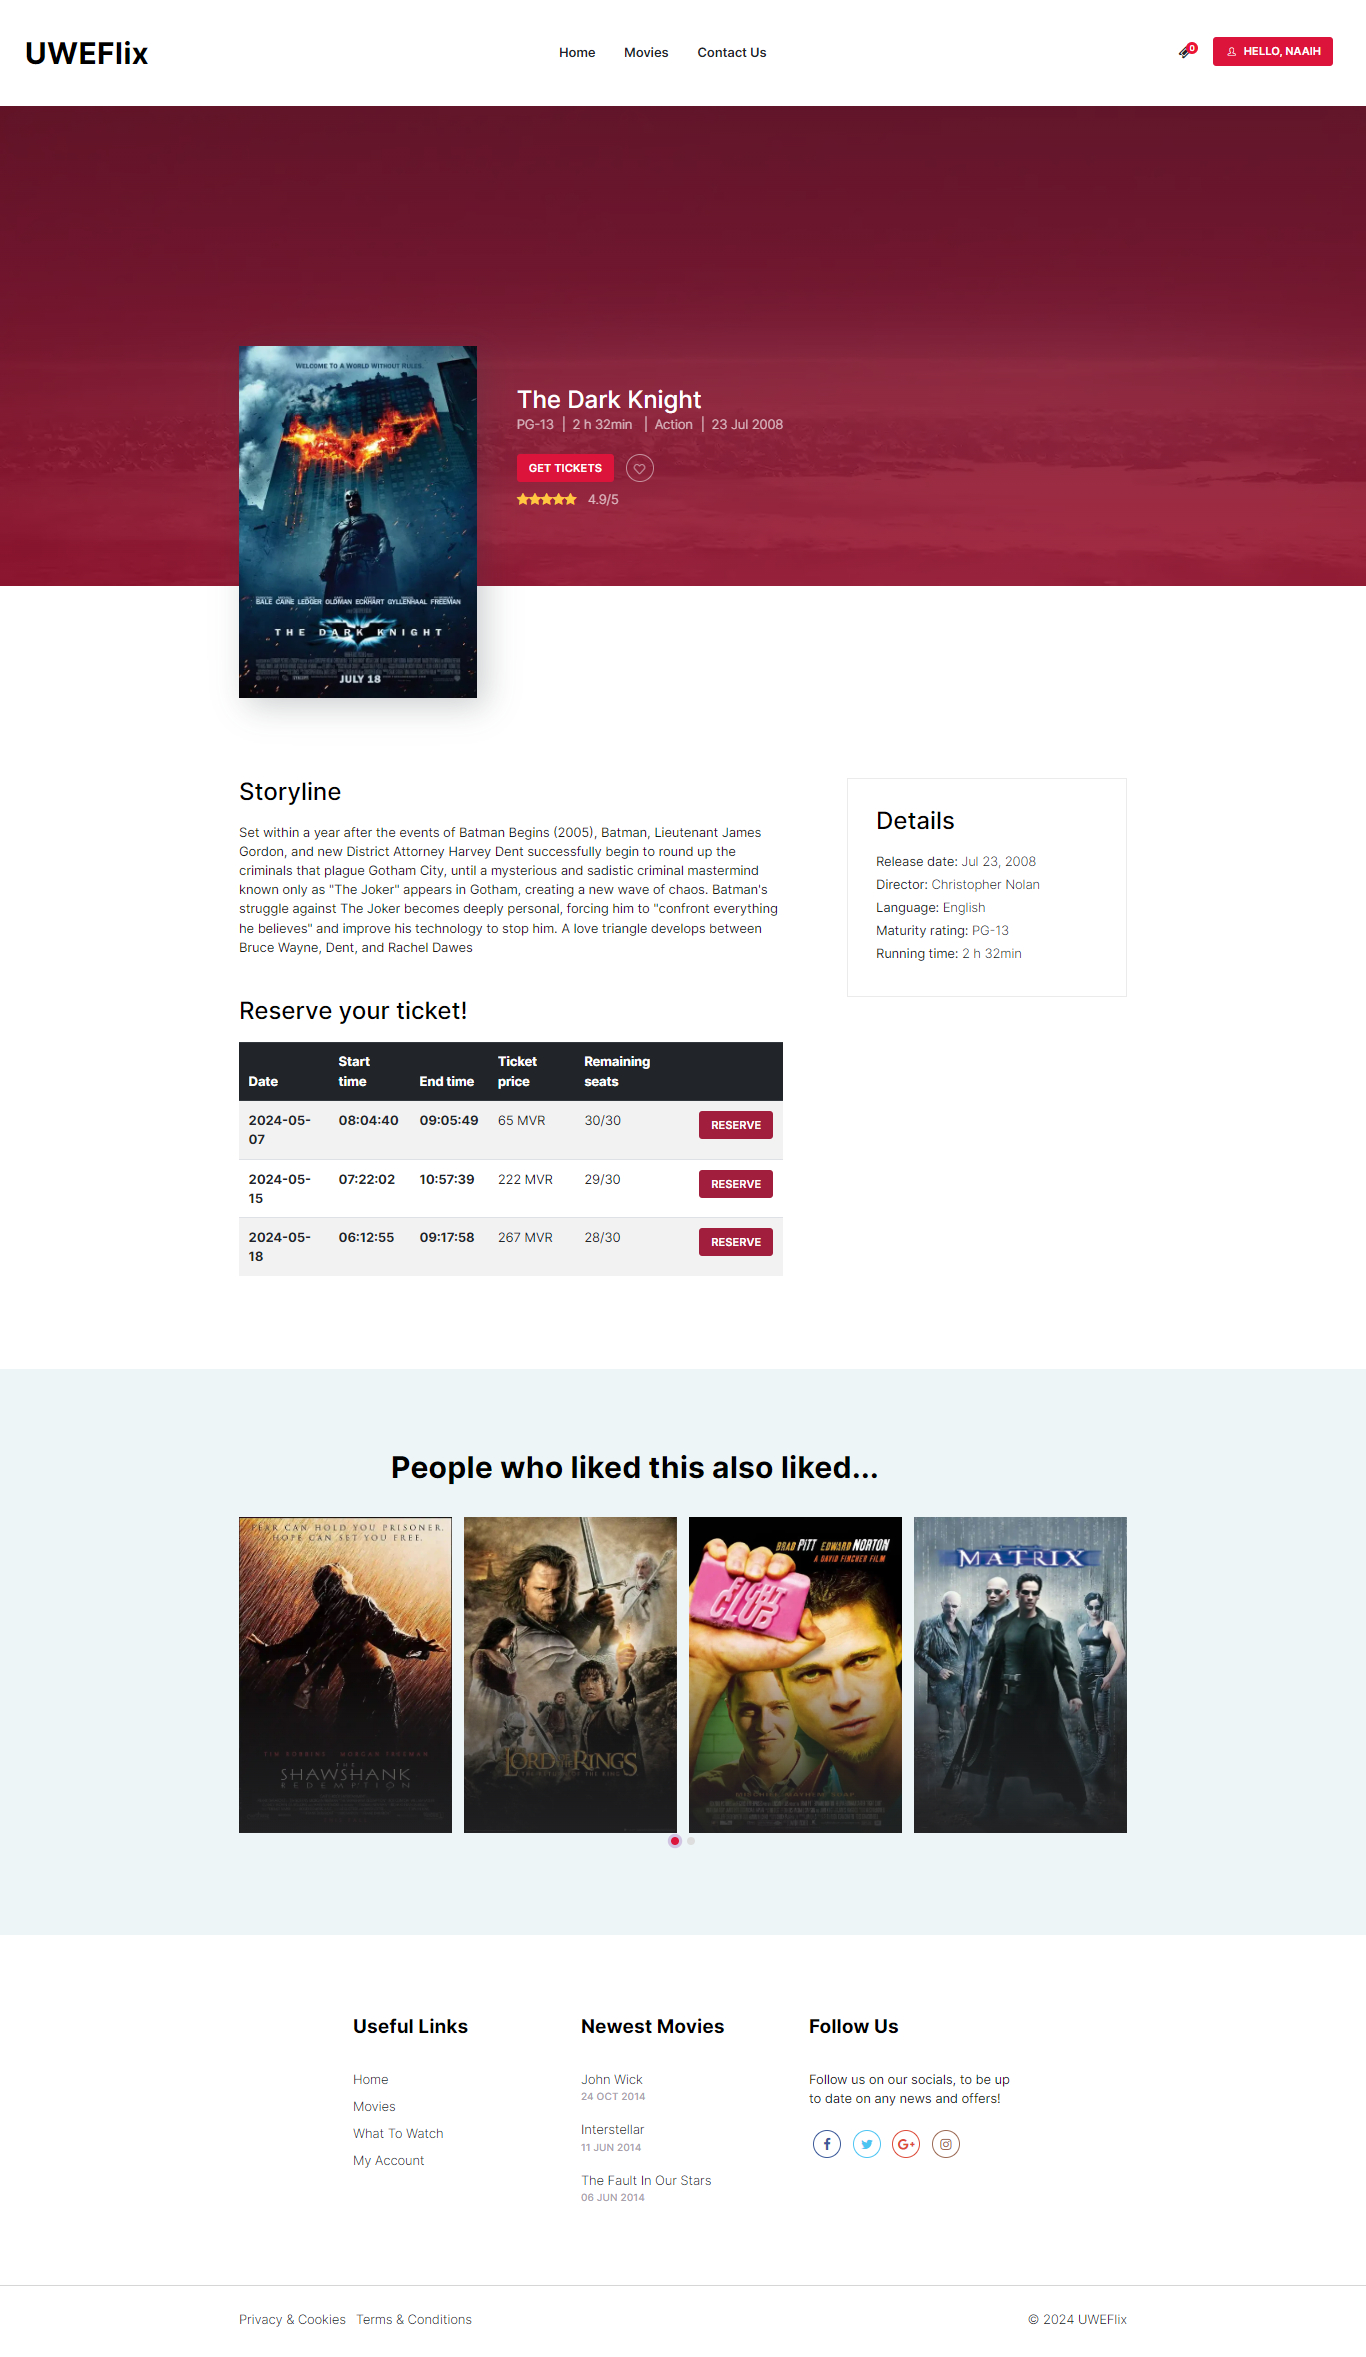 UWEFlix
Home Movies Contact Us
0
HELLO, NAAIH
WELCOME TO A WORLD WITHOUT RULES.
The Dark Knight
PG-13 | 2 h 32min | Action | 23 Jul 2008
GET TICKETS
4.9/5
BALE CAINE LEDGER OLDMAN ECKHART GYLLENHAAL FREEMAN
THE DARK KNIGHT
JULY 18
Storyline
Set within a year after the events of Batman Begins (2005), Batman, Lieutenant James
Gordon, and new District Attorney Harvey Dent successfully begin to round up the
criminals that plague Gotham City, until a mysterious and sadistic criminal mastermind
known only as "The Joker" appears in Gotham, creating a new wave of chaos. Batman's
struggle against The Joker becomes deeply personal, forcing him to "confront everything
he believes" and improve his technology to stop him. A love triangle develops between
Bruce Wayne, Dent, and Rachel Dawes
Details
Release date: Jul 23, 2008
Director: Christopher Nolan
Language: English
Maturity rating: PG-13
Running time: 2 h 32min
Reserve your ticket!
Date Start time End time Ticket price Remaining seats
2024-05-07 08:04:40 09:05:49 65 MVR 30/30 RESERVE
2024-05-15 07:22:02 10:57:39 222 MVR 29/30 RESERVE
2024-05-18 06:12:55 09:17:58 267 MVR 28/30 RESERVE
People who liked this also liked...
FEAR CAN HOLD YOU PRISONER.
HOPE CAN SET YOU FREE.
TIM ROBBINS MORGAN FREEMAN
THE
SHAWSHANK
REDEMPTION
THE LORD OF THE RINGS
THE RETURN OF THE KING
BRAD PITT EDWARD NORTON
A DAVID FINCHER FILM
FIGHT
CLUB
MISCHIEF. MAYHEM. SOAP.
MATRIX
Useful Links
Home
Movies
What To Watch
My Account
Newest Movies
John Wick
24 OCT 2014
Interstellar
11 JUN 2014
The Fault In Our Stars
06 JUN 2014
Follow Us
Follow us on our socials, to be up
to date on any news and offers!
Privacy & Cookies Terms & Conditions
© 2024 UWEFlix